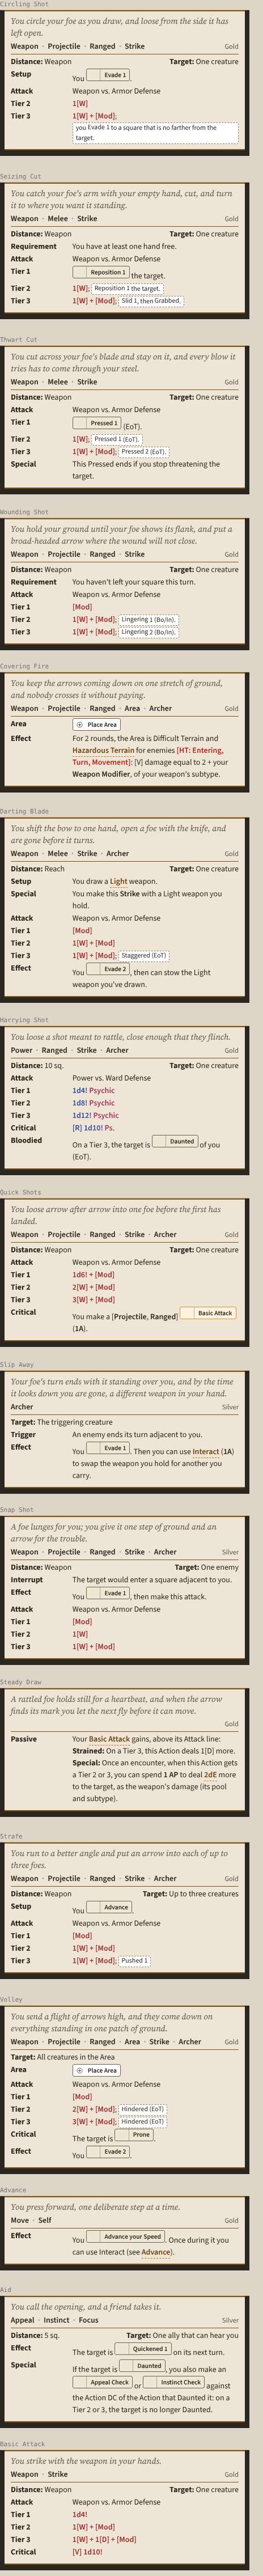 Circling Shot
You circle your foe as you draw, and loose from the side it has
left open.
Weapon · Projectile · Ranged · Strike Gold
Distance: Weapon Target: One creature
Setup You Evade 1.
Attack Weapon vs. Armor Defense
Tier 2 1[W]
Tier 3 1[W] + [Mod];
you Evade 1 to a square that is no farther from the
target.
Seizing Cut
You catch your foe's arm with your empty hand, cut, and turn
it to where you want it standing.
Weapon · Melee · Strike Gold
Distance: Weapon Target: One creature
Requirement You have at least one hand free.
Attack Weapon vs. Armor Defense
Tier 1 Reposition 1 the target.
Tier 2 1[W]; Reposition 1 the target.
Tier 3 1[W] + [Mod]; Slid 1, then Grabbed.
Thwart Cut
You cut across your foe's blade and stay on it, and every blow it
tries has to come through your steel.
Weapon · Melee · Strike Gold
Distance: Weapon Target: One creature
Attack Weapon vs. Armor Defense
Tier 1 Pressed 1 (EoT).
Tier 2 1[W]; Pressed 1 (EoT).
Tier 3 1[W] + [Mod]; Pressed 2 (EoT).
Special This Pressed ends if you stop threatening the
target.
Wounding Shot
You hold your ground until your foe shows its flank, and put a
broad-headed arrow where the wound will not close.
Weapon · Projectile · Ranged · Strike Gold
Distance: Weapon Target: One creature
Requirement You haven't left your square this turn.
Attack Weapon vs. Armor Defense
Tier 1 [Mod]
Tier 2 1[W] + [Mod]; Lingering 1 (Bo/In).
Tier 3 1[W] + [Mod]; Lingering 2 (Bo/In).
Covering Fire
You keep the arrows coming down on one stretch of ground,
and nobody crosses it without paying.
Weapon · Projectile · Ranged · Area · Archer Gold
Area Place Area
Effect For 2 rounds, the Area is Difficult Terrain and
Hazardous Terrain for enemies [HT: Entering,
Turn, Movement]: [V] damage equal to 2 + your
Weapon Modifier, of your weapon's subtype.
Darting Blade
You shift the bow to one hand, open a foe with the knife, and
are gone before it turns.
Weapon · Melee · Strike · Archer Gold
Distance: Reach Target: One creature
Setup You draw a Light weapon.
Special You make this Strike with a Light weapon you
hold.
Attack Weapon vs. Armor Defense
Tier 1 [Mod]
Tier 2 1[W] + [Mod]
Tier 3 1[W] + [Mod]; Staggered (EoT)
Effect You Evade 2, then can stow the Light
weapon you've drawn.
Harrying Shot
You loose a shot meant to rattle, close enough that they flinch.
Power · Ranged · Strike · Archer Gold
Distance: 10 sq. Target: One creature
Attack Power vs. Ward Defense
Tier 1 1d4! Psychic
Tier 2 1d8! Psychic
Tier 3 1d12! Psychic
Critical [R] 1d10! Ps.
Bloodied On a Tier 3, the target is Daunted of you
(EoT).
Quick Shots
You loose arrow after arrow into one foe before the first has
landed.
Weapon · Projectile · Ranged · Strike · Archer Gold
Distance: Weapon Target: One creature
Attack Weapon vs. Armor Defense
Tier 1 1d6! + [Mod]
Tier 2 2[W] + [Mod]
Tier 3 3[W] + [Mod]
Critical You make a [Projectile, Ranged] Basic Attack
(1A).
Slip Away
Your foe's turn ends with it standing over you, and by the time
it looks down you are gone, a different weapon in your hand.
Archer Silver
Target: The triggering creature
Trigger An enemy ends its turn adjacent to you.
Effect You Evade 1. Then you can use Interact (1A)
to swap the weapon you hold for another you
carry.
Snap Shot
A foe lunges for you; you give it one step of ground and an
arrow for the trouble.
Weapon · Projectile · Ranged · Strike · Archer Gold
Distance: Weapon Target: One enemy
Interrupt The target would enter a square adjacent to you.
Effect You Evade 1, then make this attack.
Attack Weapon vs. Armor Defense
Tier 1 [Mod]
Tier 2 1[W]
Tier 3 1[W] + [Mod]
Steady Draw
A rattled foe holds still for a heartbeat, and when the arrow
finds its mark you let the next fly before it can move.
Gold
Passive Your Basic Attack gains, above its Attack line:
Strained: On a Tier 3, this Action deals 1[D] more.
Special: Once an encounter, when this Action gets
a Tier 2 or 3, you can spend 1 AP to deal 2dE more
to the target, as the weapon's damage (its pool
and subtype).
Strafe
You run to a better angle and put an arrow into each of up to
three foes.
Weapon · Projectile · Ranged · Strike · Archer Gold
Distance: Weapon Target: Up to three creatures
Setup You Advance.
Attack Weapon vs. Armor Defense
Tier 1 [Mod]
Tier 2 1[W] + [Mod]
Tier 3 1[W] + [Mod]; Pushed 1
Volley
You send a flight of arrows high, and they come down on
everything standing in one patch of ground.
Weapon · Projectile · Ranged · Area · Strike · Archer Gold
Target: All creatures in the Area
Area Place Area
Attack Weapon vs. Armor Defense
Tier 1 [Mod]
Tier 2 2[W] + [Mod]; Hindered (EoT)
Tier 3 3[W] + [Mod]; Hindered (EoT)
Critical The target is Prone.
Effect You Evade 2.
Advance
You press forward, one deliberate step at a time.
Move · Self Gold
Effect You Advance your Speed. Once during it you
can use Interact (see Advance).
Aid
You call the opening, and a friend takes it.
Appeal · Instinct · Focus Silver
Distance: 5 sq. Target: One ally that can hear you
Effect The target is Quickened 1 on its next turn.
Special If the target is Daunted, you also make an
Appeal Check or Instinct Check against
the Action DC of the Action that Daunted it: on a
Tier 2 or 3, the target is no longer Daunted.
Basic Attack
You strike with the weapon in your hands.
Weapon · Strike Gold
Distance: Weapon Target: One creature
Attack Weapon vs. Armor Defense
Tier 1 1d4!
Tier 2 1[W] + [Mod]
Tier 3 1[W] + 1[D] + [Mod]
Critical [V] 1d10!